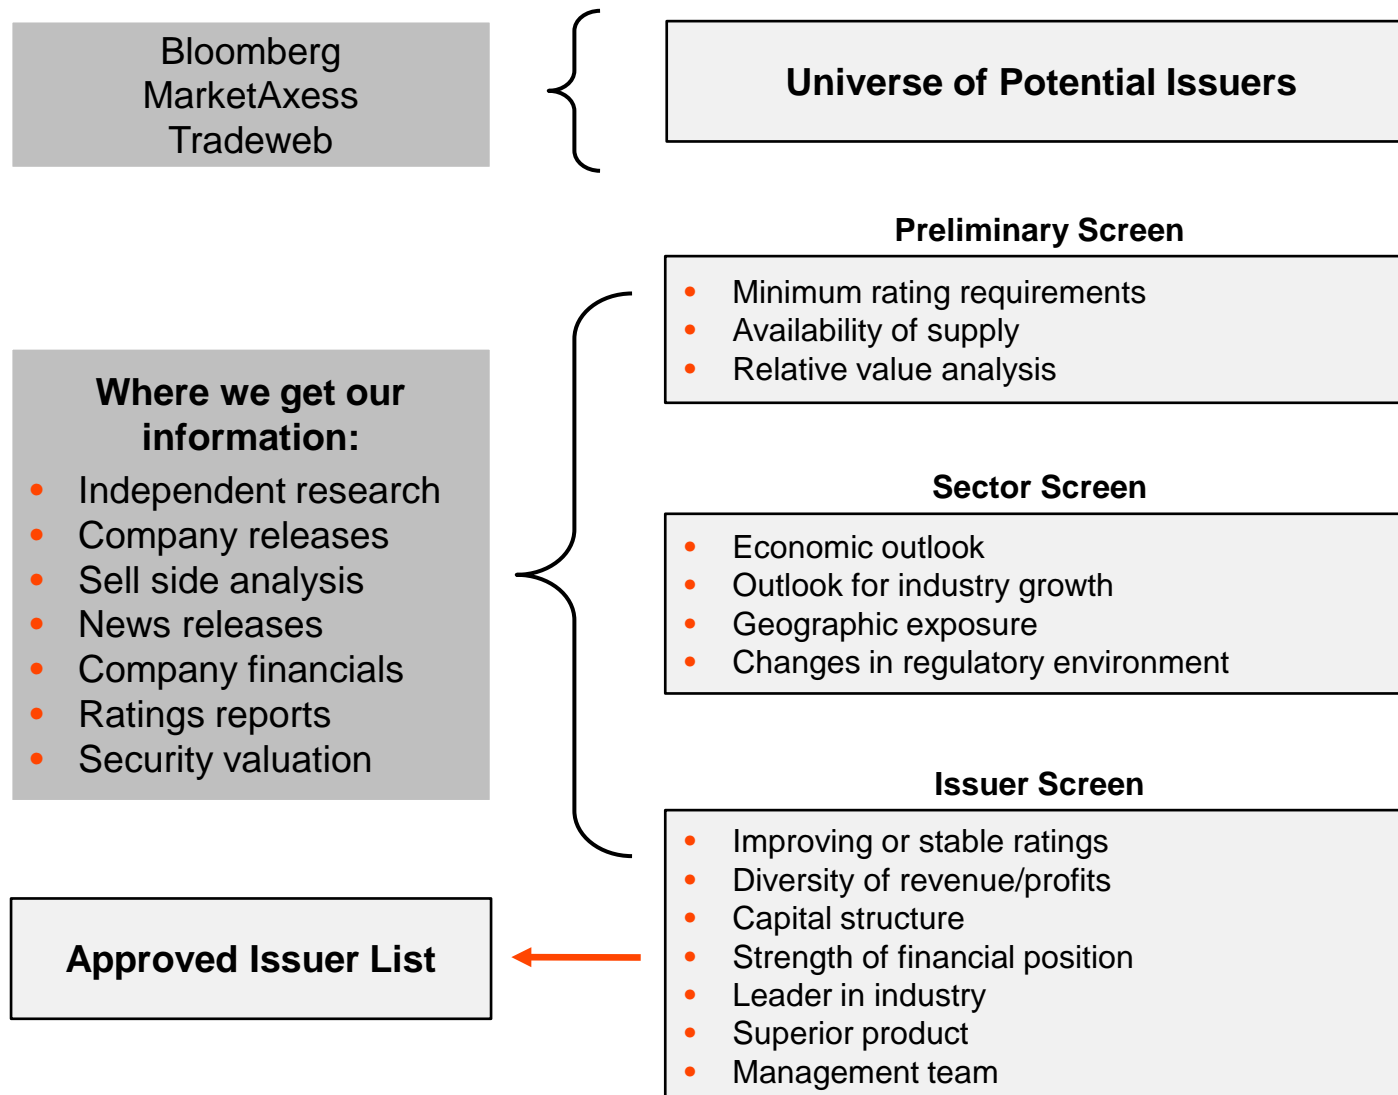 Bloomberg
MarketAxess
Tradeweb
Universe of Potential Issuers
Preliminary Screen
• Minimum rating requirements
• Availability of supply
• Relative value analysis
Where we get our
information:
• Independent research
• Company releases
• Sell side analysis
• News releases
• Company financials
• Ratings reports
• Security valuation
Sector Screen
• Economic outlook
• Outlook for industry growth
• Geographic exposure
• Changes in regulatory environment
Issuer Screen
• Improving or stable ratings
• Diversity of revenue/profits
• Capital structure
• Strength of financial position
• Leader in industry
• Superior product
• Management team
Approved Issuer List